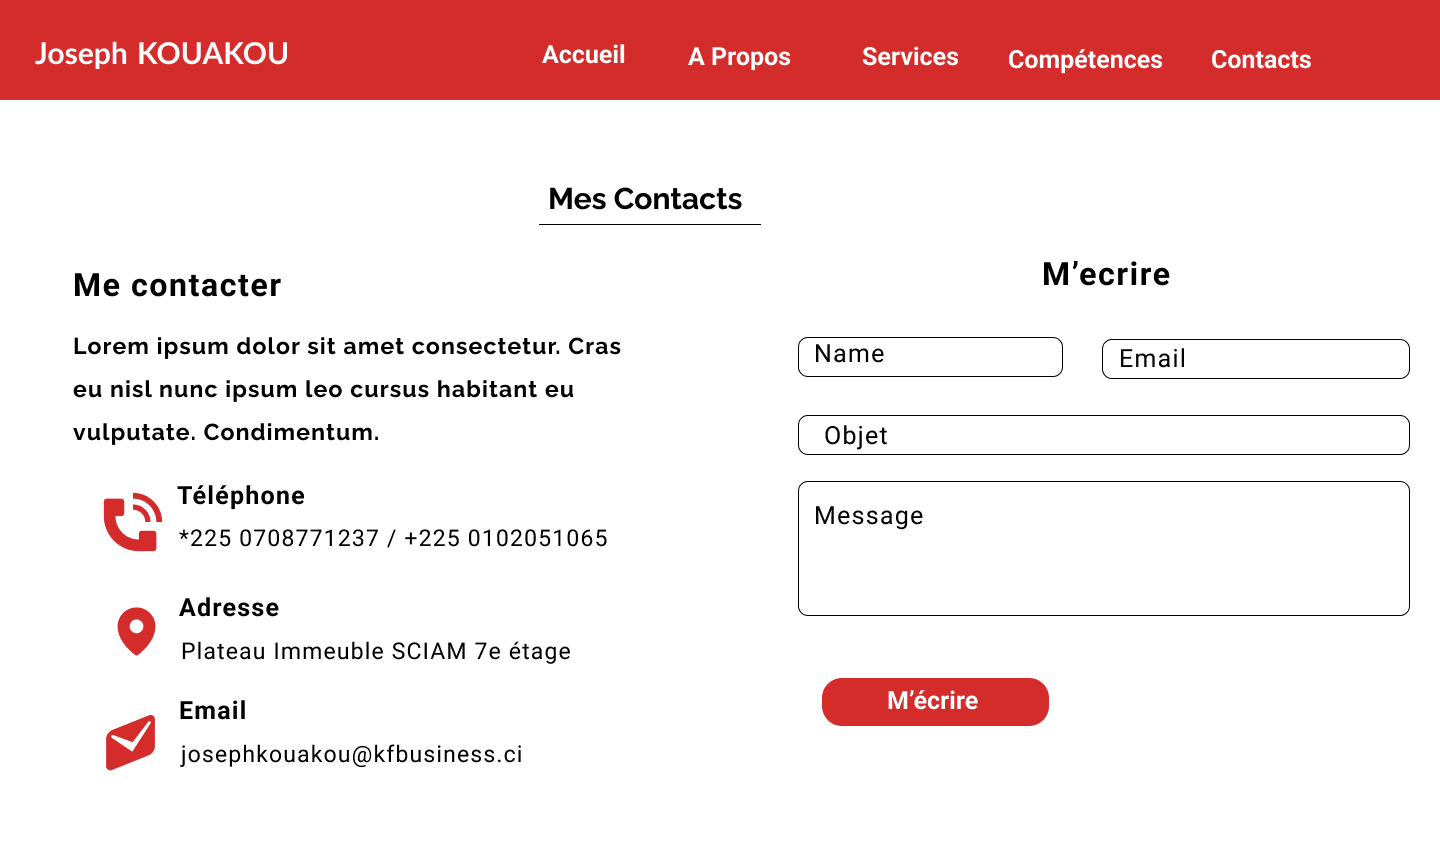 Joseph KOUAKOU
Accueil
A Propos
Services
Compétences
Contacts
Mes Contacts
Me contacter
Lorem ipsum dolor sit amet consectetur. Cras
eu nisl nunc ipsum leo cursus habitant eu
vulputate. Condimentum.
Téléphone
*225 0708771237 / +225 0102051065
Adresse
Plateau Immeuble SCIAM 7e étage
Email
josephkouakou@kfbusiness.ci
M’ecrire
Name
Email
Objet
Message
M’écrire